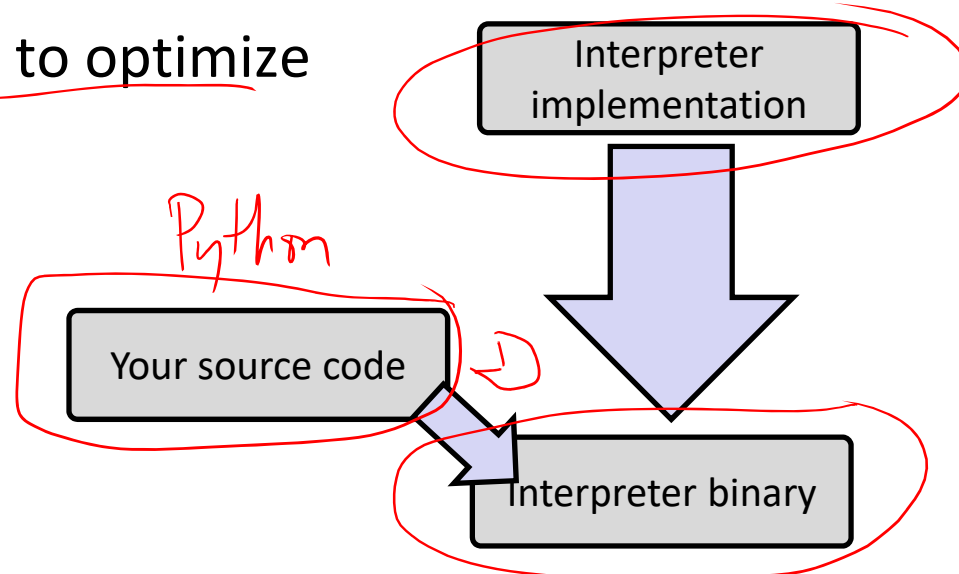 to optimize
Interpreter
implementation
Python
Your source code
Interpreter binary